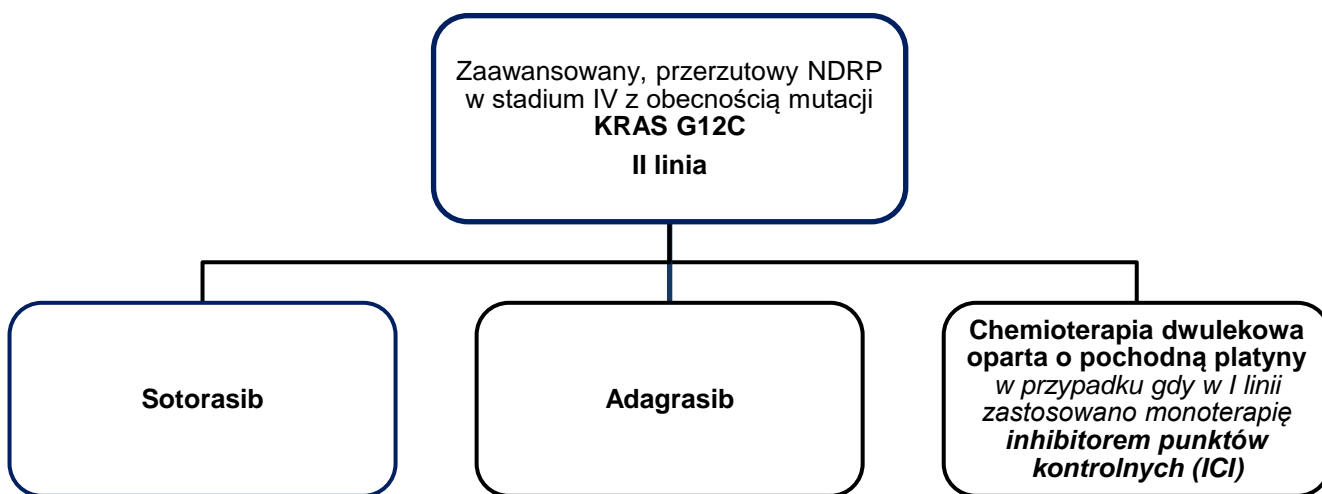 Zaawansowany, przerzutowy NDRP
w stadium IV z obecnością mutacji
KRAS G12C
II linia
Sotorasib
Adagrasib
Chemioterapia dwulekowa
oparta o pochodną platyny
w przypadku gdy w I linii
zastosowano monoterapię
inhibitorem punktów
kontrolnych (ICI)